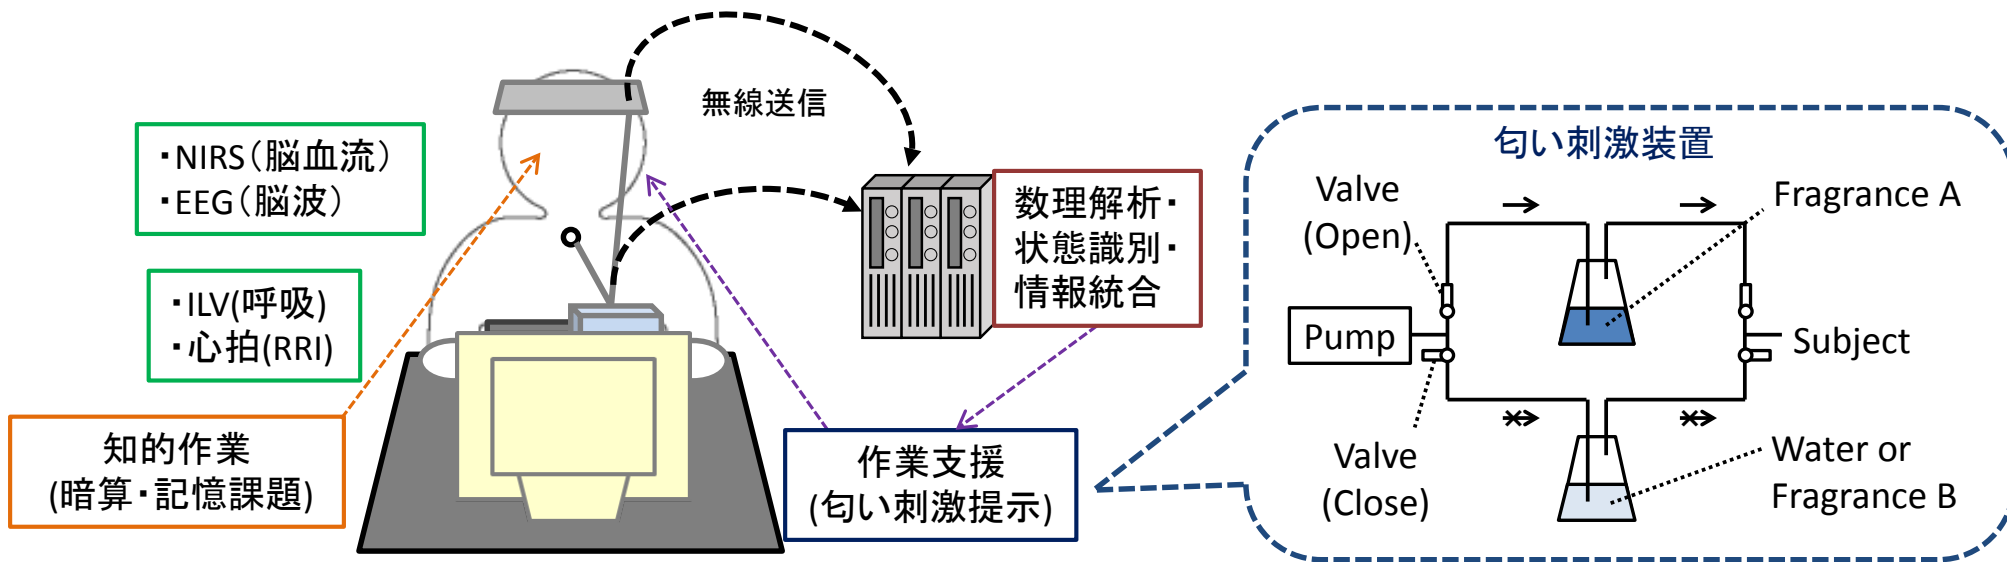 ・NIRS(脳血流)
・EEG(脳波)
・ILV(呼吸)
・心拍(RRI)
知的作業
(暗算・記憶課題)
無線送信
数理解析・
状態識別・
情報統合
作業支援
(匂い刺激提示)
匂い刺激装置
Valve
(Open)
Fragrance A
Pump
Subject
Valve
(Close)
Water or
Fragrance B